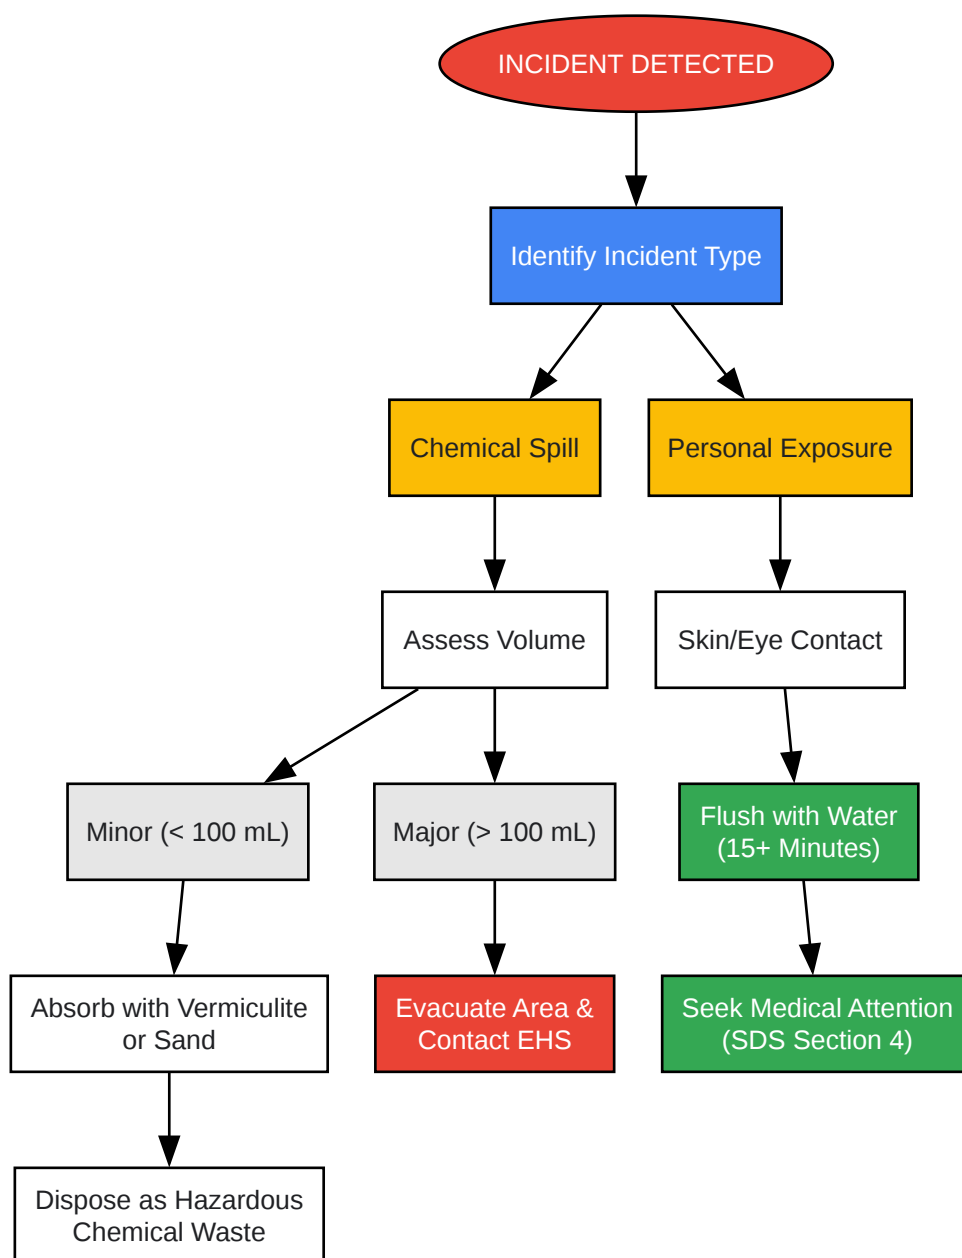 INCIDENT DETECTED
Identify Incident Type
Chemical Spill
Personal Exposure
Assess Volume
Skin/Eye Contact
Minor (< 100 mL)
Major (> 100 mL)
Flush with Water
(15+ Minutes)
Absorb with Vermiculite
or Sand
Evacuate Area &
Contact EHS
Seek Medical Attention
(SDS Section 4)
Dispose as Hazardous
Chemical Waste